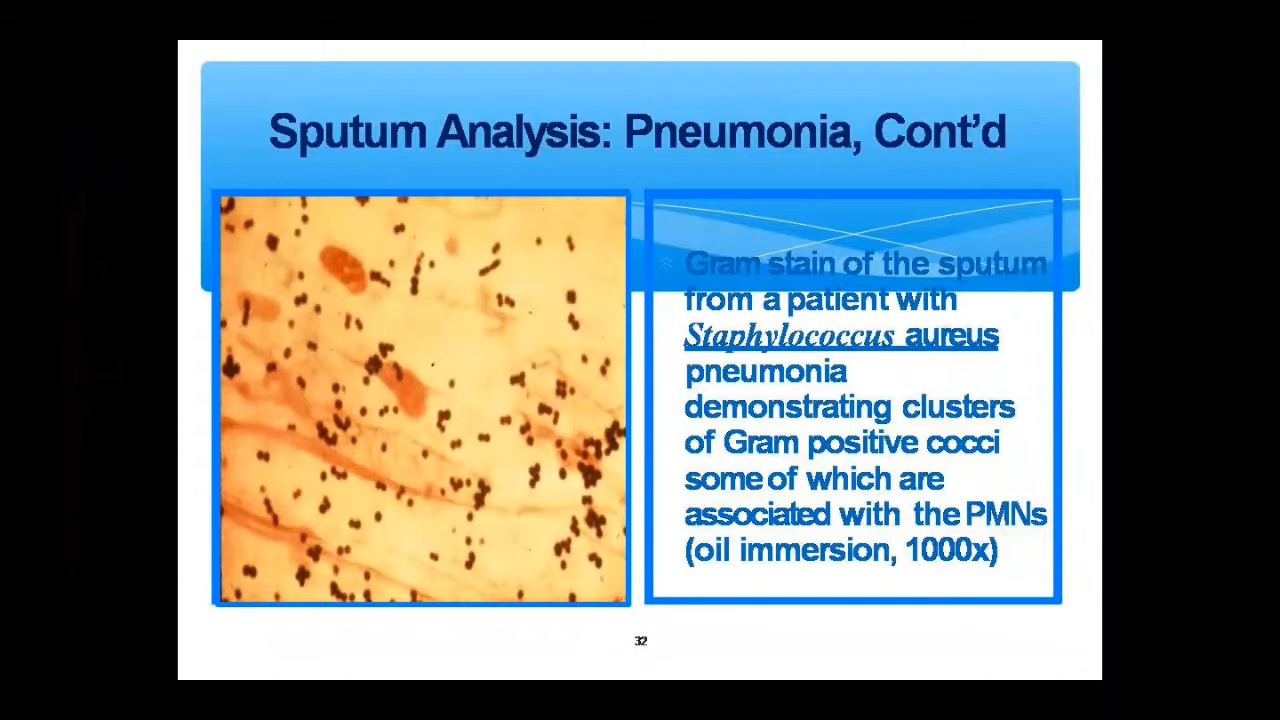 Sputum Analysis: Pneumonia, Cont’d
Gram stain of the sputum
from a patient with
Staphylococcus aureus
pneumonia
demonstrating clusters
of Gram positive cocci
some of which are
associated with the PMNs
(oil immersion, 1000x)
32